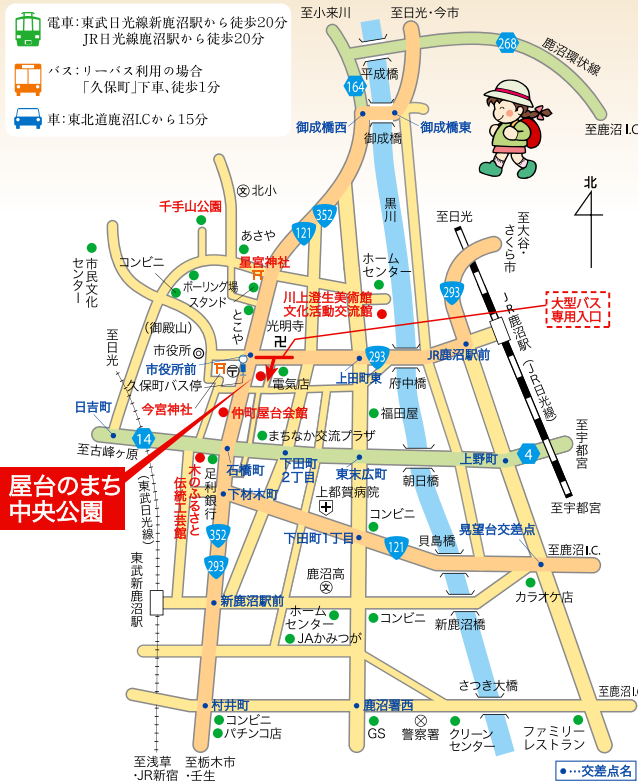 電車：東武日光線新鹿沼駅から徒歩20分
JR日光線鹿沼駅から徒歩20分
バス：リーバス利用の場合
「久保町」下車、徒歩1分
車：東北道鹿沼I.Cから15分
至小来川
至日光・今市
268
鹿沼環状線
平成橋
164
御成橋西
御成橋
御成橋東
至鹿沼I.C
北
文北小
千手山公園
352
121
黒川
至日光
至大谷・
さくら市
あさや
市民文化
センター
コンビニ
ボーリング場
スタンド
星宮神社
ホーム
センター
293
JR鹿沼駅
(JR日光線)
大型バス
専用入口
川上澄生美術館
文化活動交流館
とこや
光明寺
卍
(御殿山)
至日光
市役所
市役所前
293
JR鹿沼駅前
久保町バス停
〒
電気店
上田町東
府中橋
今宮神社
仲町屋台会館
福田屋
日吉町
14
至古峰ヶ原
まちなか交流プラザ
至宇都宮
4
上野町
石橋町
下田町
2丁目
東末広町
朝日橋
屋台のまち
中央公園
木のふるさと
伝統工芸館
足利銀行
下材木町
上都賀病院
至宇都宮
(東武日光線)
352
293
コンビニ
下田町1丁目
121
貝島橋
晃望台交差点
至鹿沼I.C.
東武新鹿沼駅
鹿沼高
文
カラオケ店
新鹿沼駅前
ホーム
センター
コンビニ
新鹿沼橋
JAかみつが
さつき大橋
至鹿沼I.C
村井町
鹿沼署西
コンビニ
パチンコ店
GS
警察署
クリーン
センター
ファミリー
レストラン
至浅草
・JR新宿
至栃木市
・壬生
●…交差点名